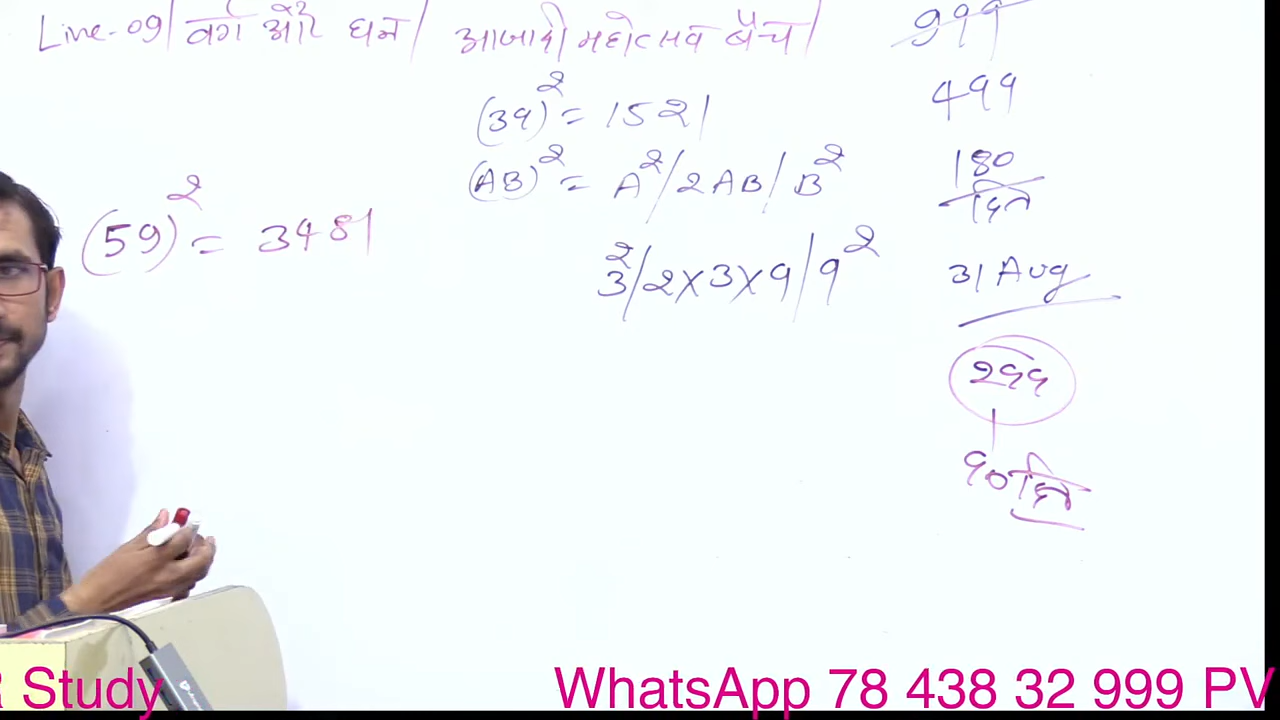 Live-09/ वर्ग और घन/ आजादी महोत्सव बैच/
(39)² = 1521
(AB)² = A²/2AB/B²
3²/2×3×9/9²
(59)² = 3481
999
499
180
दिन
31 Aug
299
90 दिन
R Study
WhatsApp 78 438 32 999 PV